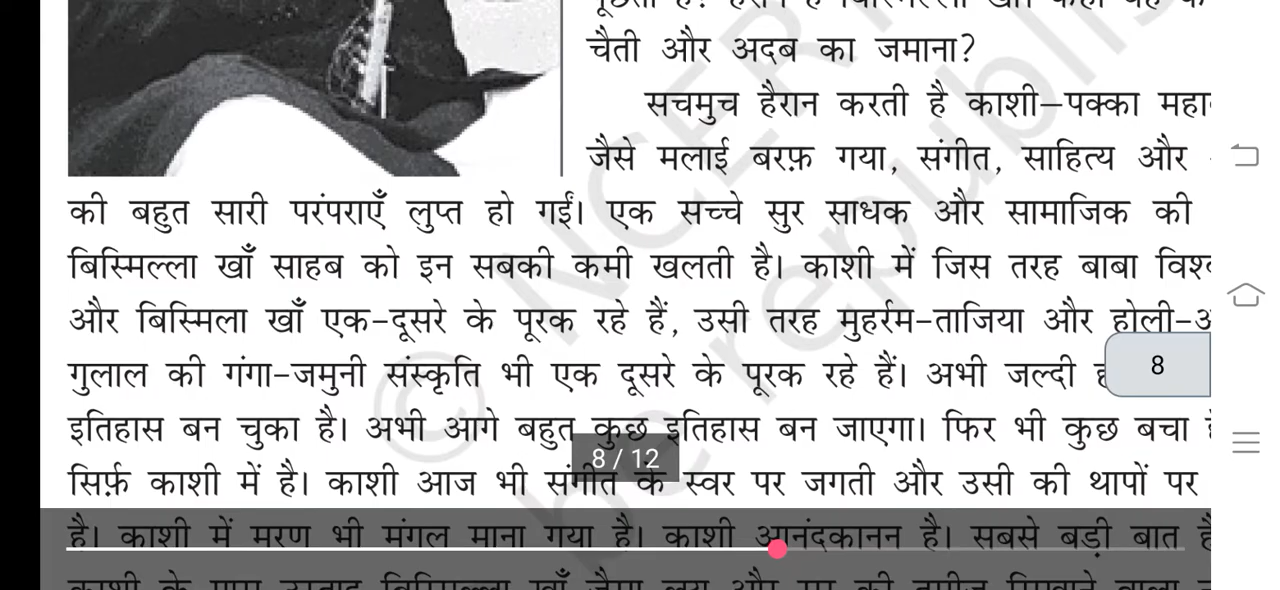 चैती और अदब का जमाना?
सचमुच हैरान करती है काशी–पक्का
जैसे मलाई बरफ़ गया, संगीत, साहित्य और
की बहुत सारी परंपराएँ लुप्त हो गईं। एक सच्चे सुर साधक और सामाजिक की
बिस्मिल्ला खाँ साहब को इन सबकी कमी खलती है। काशी में जिस तरह बाबा
और बिस्मिला खाँ एक-दूसरे के पूरक रहे हैं, उसी तरह मुहर्रम-ताजिया और होली-
गुलाल की गंगा-जमुनी संस्कृति भी एक दूसरे के पूरक रहे हैं। अभी जल्दी
8
इतिहास बन चुका है। अभी आगे बहुत कुछ इतिहास बन जाएगा। फिर भी कुछ बचा
8 / 12
सिर्फ़ काशी में है। काशी आज भी संगीत के स्वर पर जगती और उसी की थापों पर
है। काशी में मरण भी मंगल माना गया है। काशी आनंदकानन है। सबसे बड़ी बात
© NCERT
be republis